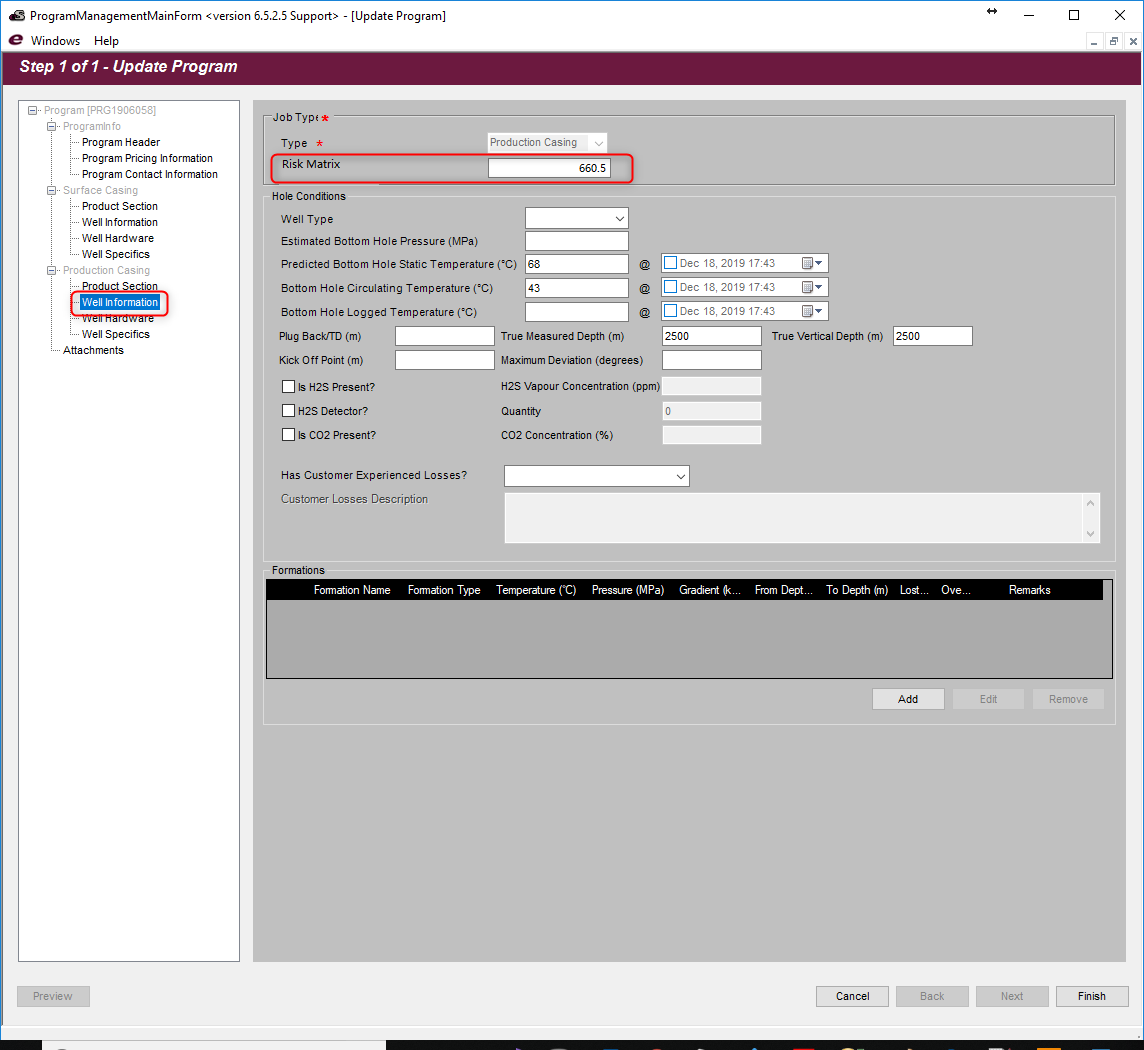 ProgramManagementMainForm <version 6.5.2.5 Support> - [Update Program]
Windows Help
Step 1 of 1 - Update Program
Program [PRG1906058]
ProgramInfo
Program Header
Program Pricing Information
Program Contact Information
Surface Casing
Product Section
Well Information
Well Hardware
Well Specifics
Production Casing
Product Section
Well Information
Well Hardware
Well Specifics
Attachments
Job Type *
Type * Production Casing
Risk Matrix 660.5
Hole Conditions
Well Type
Estimated Bottom Hole Pressure (MPa)
Predicted Bottom Hole Static Temperature (°C) 68 @ Dec 18, 2019 17:43
Bottom Hole Circulating Temperature (°C) 43 @ Dec 18, 2019 17:43
Bottom Hole Logged Temperature (°C) @ Dec 18, 2019 17:43
Plug Back/TD (m) True Measured Depth (m) 2500 True Vertical Depth (m) 2500
Kick Off Point (m) Maximum Deviation (degrees)
Is H2S Present? H2S Vapour Concentration (ppm)
H2S Detector? Quantity 0
Is CO2 Present? CO2 Concentration (%)
Has Customer Experienced Losses?
Customer Losses Description
Formations
Formation Name Formation Type Temperature (°C) Pressure (MPa) Gradient (k... From Dept... To Depth (m) Lost... Ove... Remarks
Add Edit Remove
Preview Cancel Back Next Finish